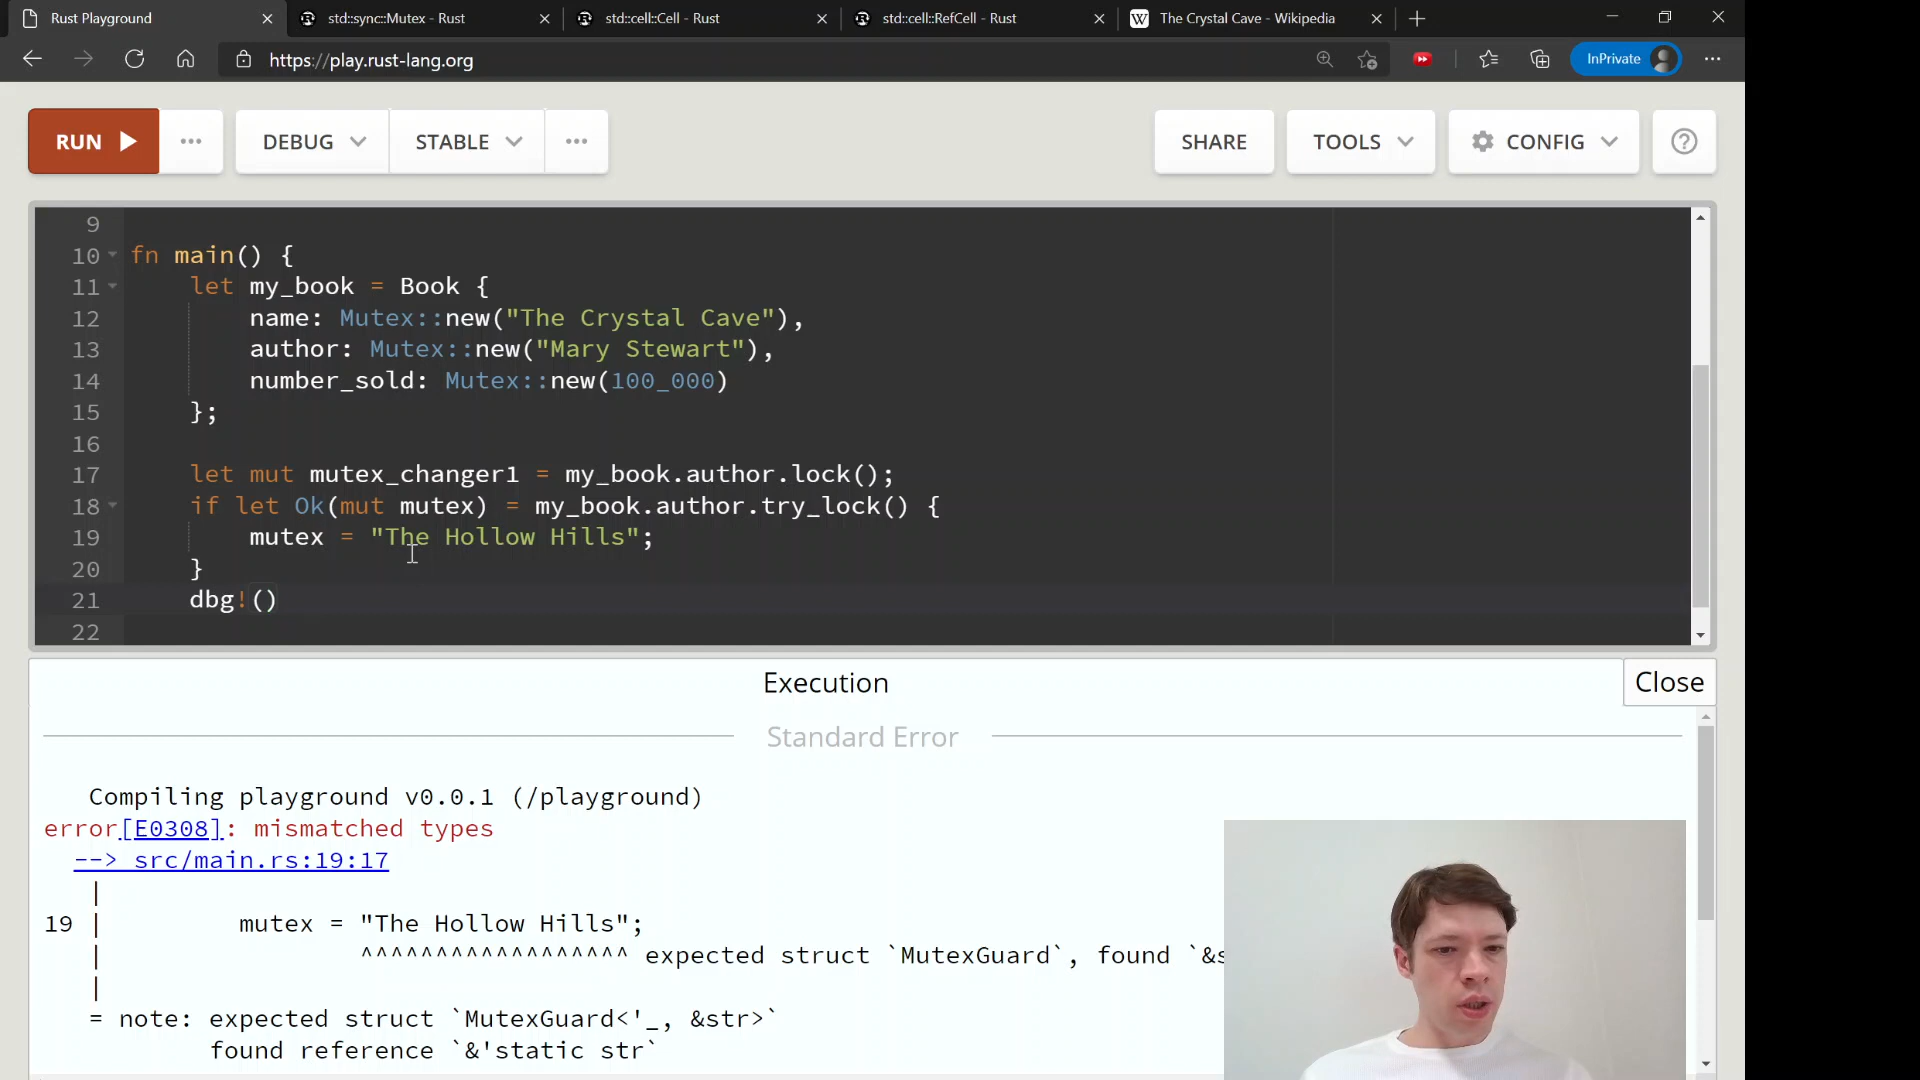 Rust Playground
std::sync::Mutex - Rust
std::cell::Cell - Rust
std::cell::RefCell - Rust
W The Crystal Cave - Wikipedia
https://play.rust-lang.org
InPrivate
RUN
DEBUG
STABLE
SHARE
TOOLS
CONFIG
9
10 fn main() {
11 let my_book = Book {
12 name: Mutex::new("The Crystal Cave"),
13 author: Mutex::new("Mary Stewart"),
14 number_sold: Mutex::new(100_000)
15 };
16
17 let mut mutex_changer1 = my_book.author.lock();
18 if let Ok(mut mutex) = my_book.author.try_lock() {
19 mutex = "The Hollow Hills";
20 }
21 dbg!()
22
Execution
Close
Standard Error
Compiling playground v0.0.1 (/playground)
error[E0308]: mismatched types
--> src/main.rs:19:17
|
19 | mutex = "The Hollow Hills";
| ^^^^^^^^^^^^^^^^^^ expected struct `MutexGuard`, found `&s
|
= note: expected struct `MutexGuard<'_, &str>`
found reference `&'static str`